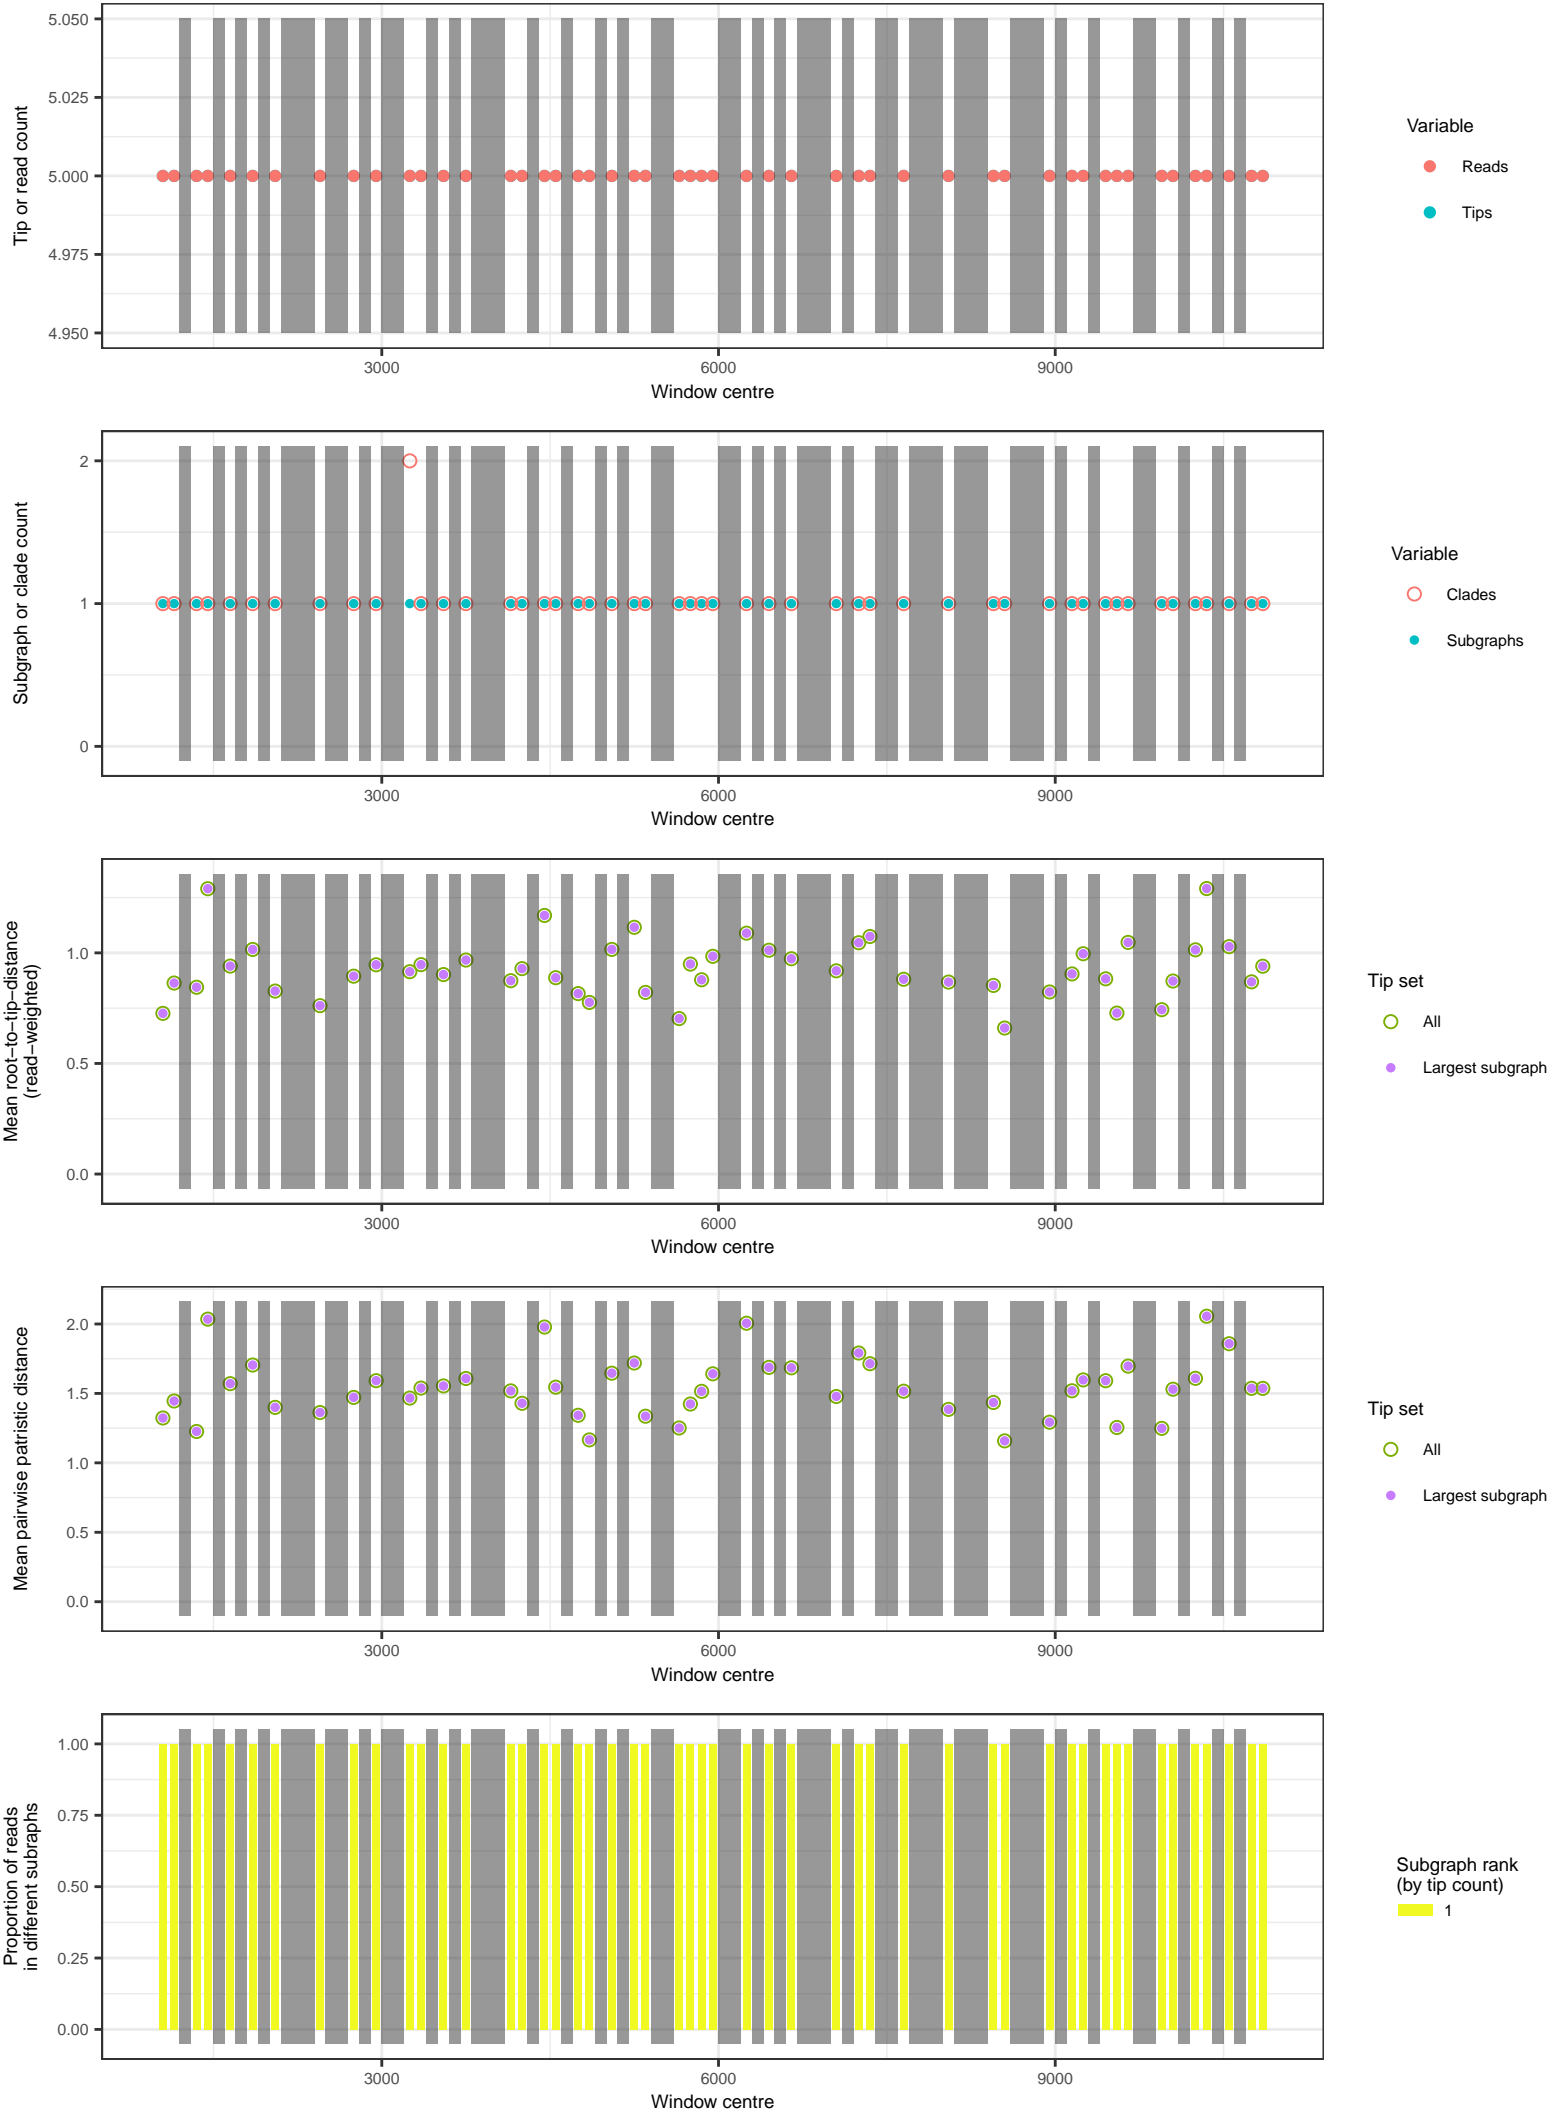 5.050
5.025
5.000
4.975
4.950
Tip or read count
3000
6000
9000
Window centre
Variable
Reads
Tips
2
1
0
Subgraph or clade count
3000
6000
9000
Window centre
Variable
Clades
Subgraphs
1.0
0.5
0.0
Mean root−to−tip−distance
(read−weighted)
3000
6000
9000
Window centre
Tip set
All
Largest subgraph
2.0
1.5
1.0
0.5
0.0
Mean pairwise patristic distance
3000
6000
9000
Window centre
Tip set
All
Largest subgraph
1.00
0.75
0.50
0.25
0.00
Proportion of reads
in different subraphs
3000
6000
9000
Window centre
Subgraph rank
(by tip count)
1